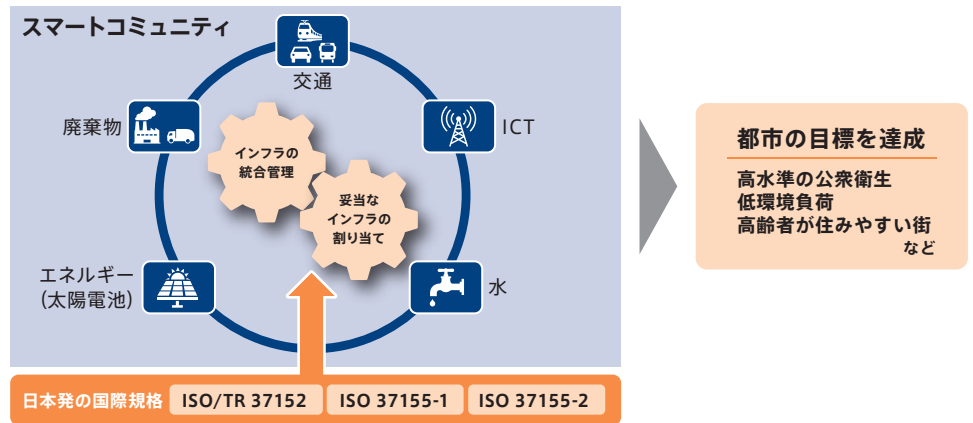 スマートコミュニティ
交通
廃棄物
ICT
インフラの
統合管理
妥当な
インフラの
割り当て
エネルギー
(太陽電池)
水
日本発の国際規格 ISO/TR 37152 ISO 37155-1 ISO 37155-2
都市の目標を達成
高水準の公衆衛生
低環境負荷
高齢者が住みやすい街
など